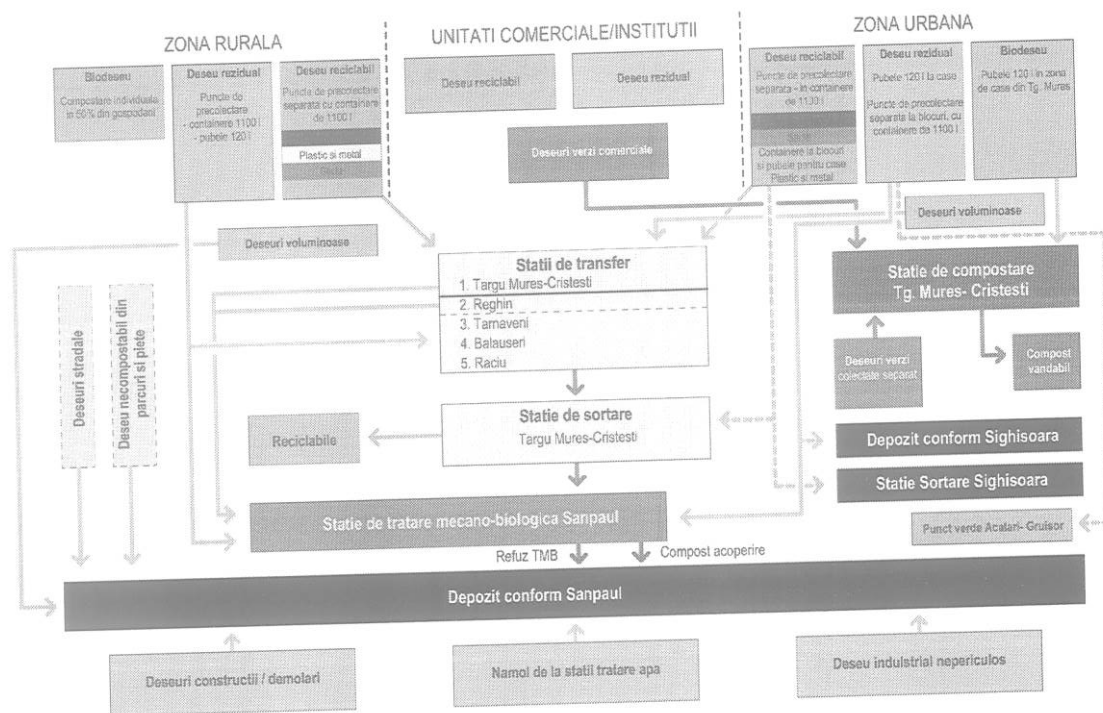 ZONA RURALA
UNITATI COMERCIALE/INSTITUTII
ZONA URBANA
Biodeseu
Compostare individuala
in 50% din gospodarii
Deseu rezidual
Puncte de
precolectare
- containere 1100 l
- pubele 120 l
Deseu reciclabil
Puncte de precolectare
separata cu containere
de 1100 l
Plastic si metal
Sticla
Deseu reciclabil
Deseu rezidual
Deseuri verzi comerciale
Deseu reciclabil
Puncte de precolectare
separata - in containere
de 1100 l
Containere la blocuri
si pubele pentru case
Plastic si metal
Deseu rezidual
Pubele 120 l la case
Puncte de precolectare
separata la blocuri, cu
containere de 1100 l
Biodeseu
Pubele 120 l in zona
de case din Tg. Mures
Deseuri voluminoase
Deseuri voluminoase
Deseuri stradale
Deseu necompostabil din
parcuri si piete
Statii de transfer
1. Targu Mures-Cristesti
2. Reghin
3. Tarnaveni
4. Balauseri
5. Raciu
Statie de compostare
Tg. Mures- Cristesti
Deseuri verzi
colectate separat
Compost
vandabil
Reciclabile
Statie de sortare
Targu Mures-Cristesti
Depozit conform Sighisoara
Statie Sortare Sighisoara
Statie de tratare mecano-biologica Sanpaul
Punct verde Acatari- Gruisor
Refuz TMB
Compost acoperire
Depozit conform Sanpaul
Deseuri constructii / demolari
Namol de la statii tratare apa
Deseu indulstrial nepericulos